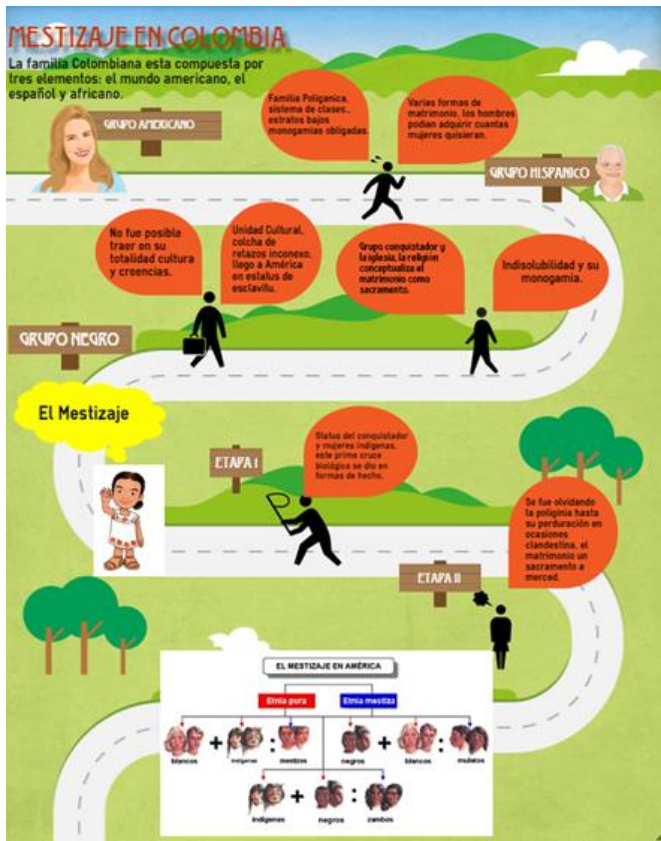 MESTIZAJE EN COLOMBIA
La familia Colombiana esta compuesta por
tres elementos: el mundo americano, el
español y africano.
GRUPO AMERICANO
Familia Poliganica,
sistema de clases,
estratos bajos
monogamias obligadas.
Varias formas de
matrimonio, los hombres
podian adquirir cuantas
mujeres quisieran.
GRUPO HISPANICO
No fue posible
traer en su
totalidad cultura
y creencias.
Unidad Cultural,
colcha de
relazos inconexo,
llego a América
en estatus de
esclavitu.
Grupo conquistador y
la iglesia, la religión
conceptualiza el
matrimonio como
sacramento.
Indisolubilidad y su
monogamia.
GRUPO NEGRO
El Mestizaje
ETAPA I
Status del conquistador
y mujeres indigenas,
este prime cruce
biológico se dio en
formas de hecho.
Se fue olvidando
la poliginia hasta
su perduración en
ocasiones
clandestina, el
matrimonio un
sacramento a
merced.
ETAPA II
EL MESTIZAJE EN AMÉRICA
Etnia pura
Etnia mestiza
blancos + indígenas : mestizos
negros + blancos : mulatos
indígenas + negros : zambos